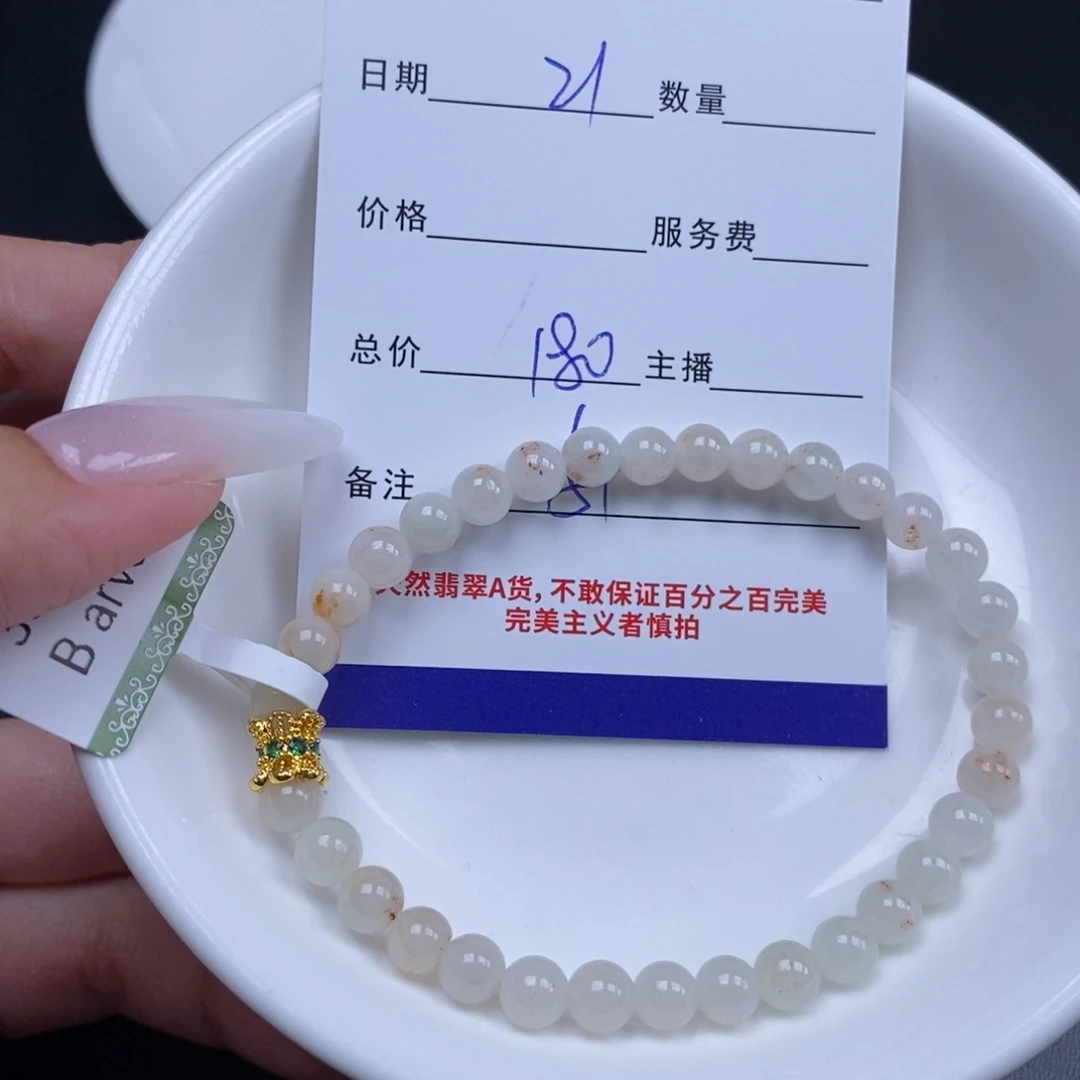 日期 21 数量
价格 服务费
总价 180 主播
备注
然翡翠A货,不敢保证百分之百完美
完美主义者慎拍